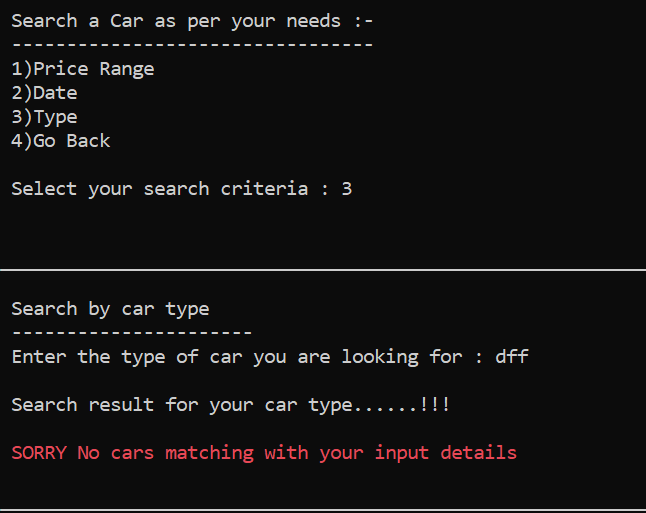 Search a Car as per your needs :-
---------------------------------
1)Price Range
2)Date
3)Type
4)Go Back
Select your search criteria : 3
Search by car type
----------------------
Enter the type of car you are looking for : dff
Search result for your car type......!!!
SORRY No cars matching with your input details